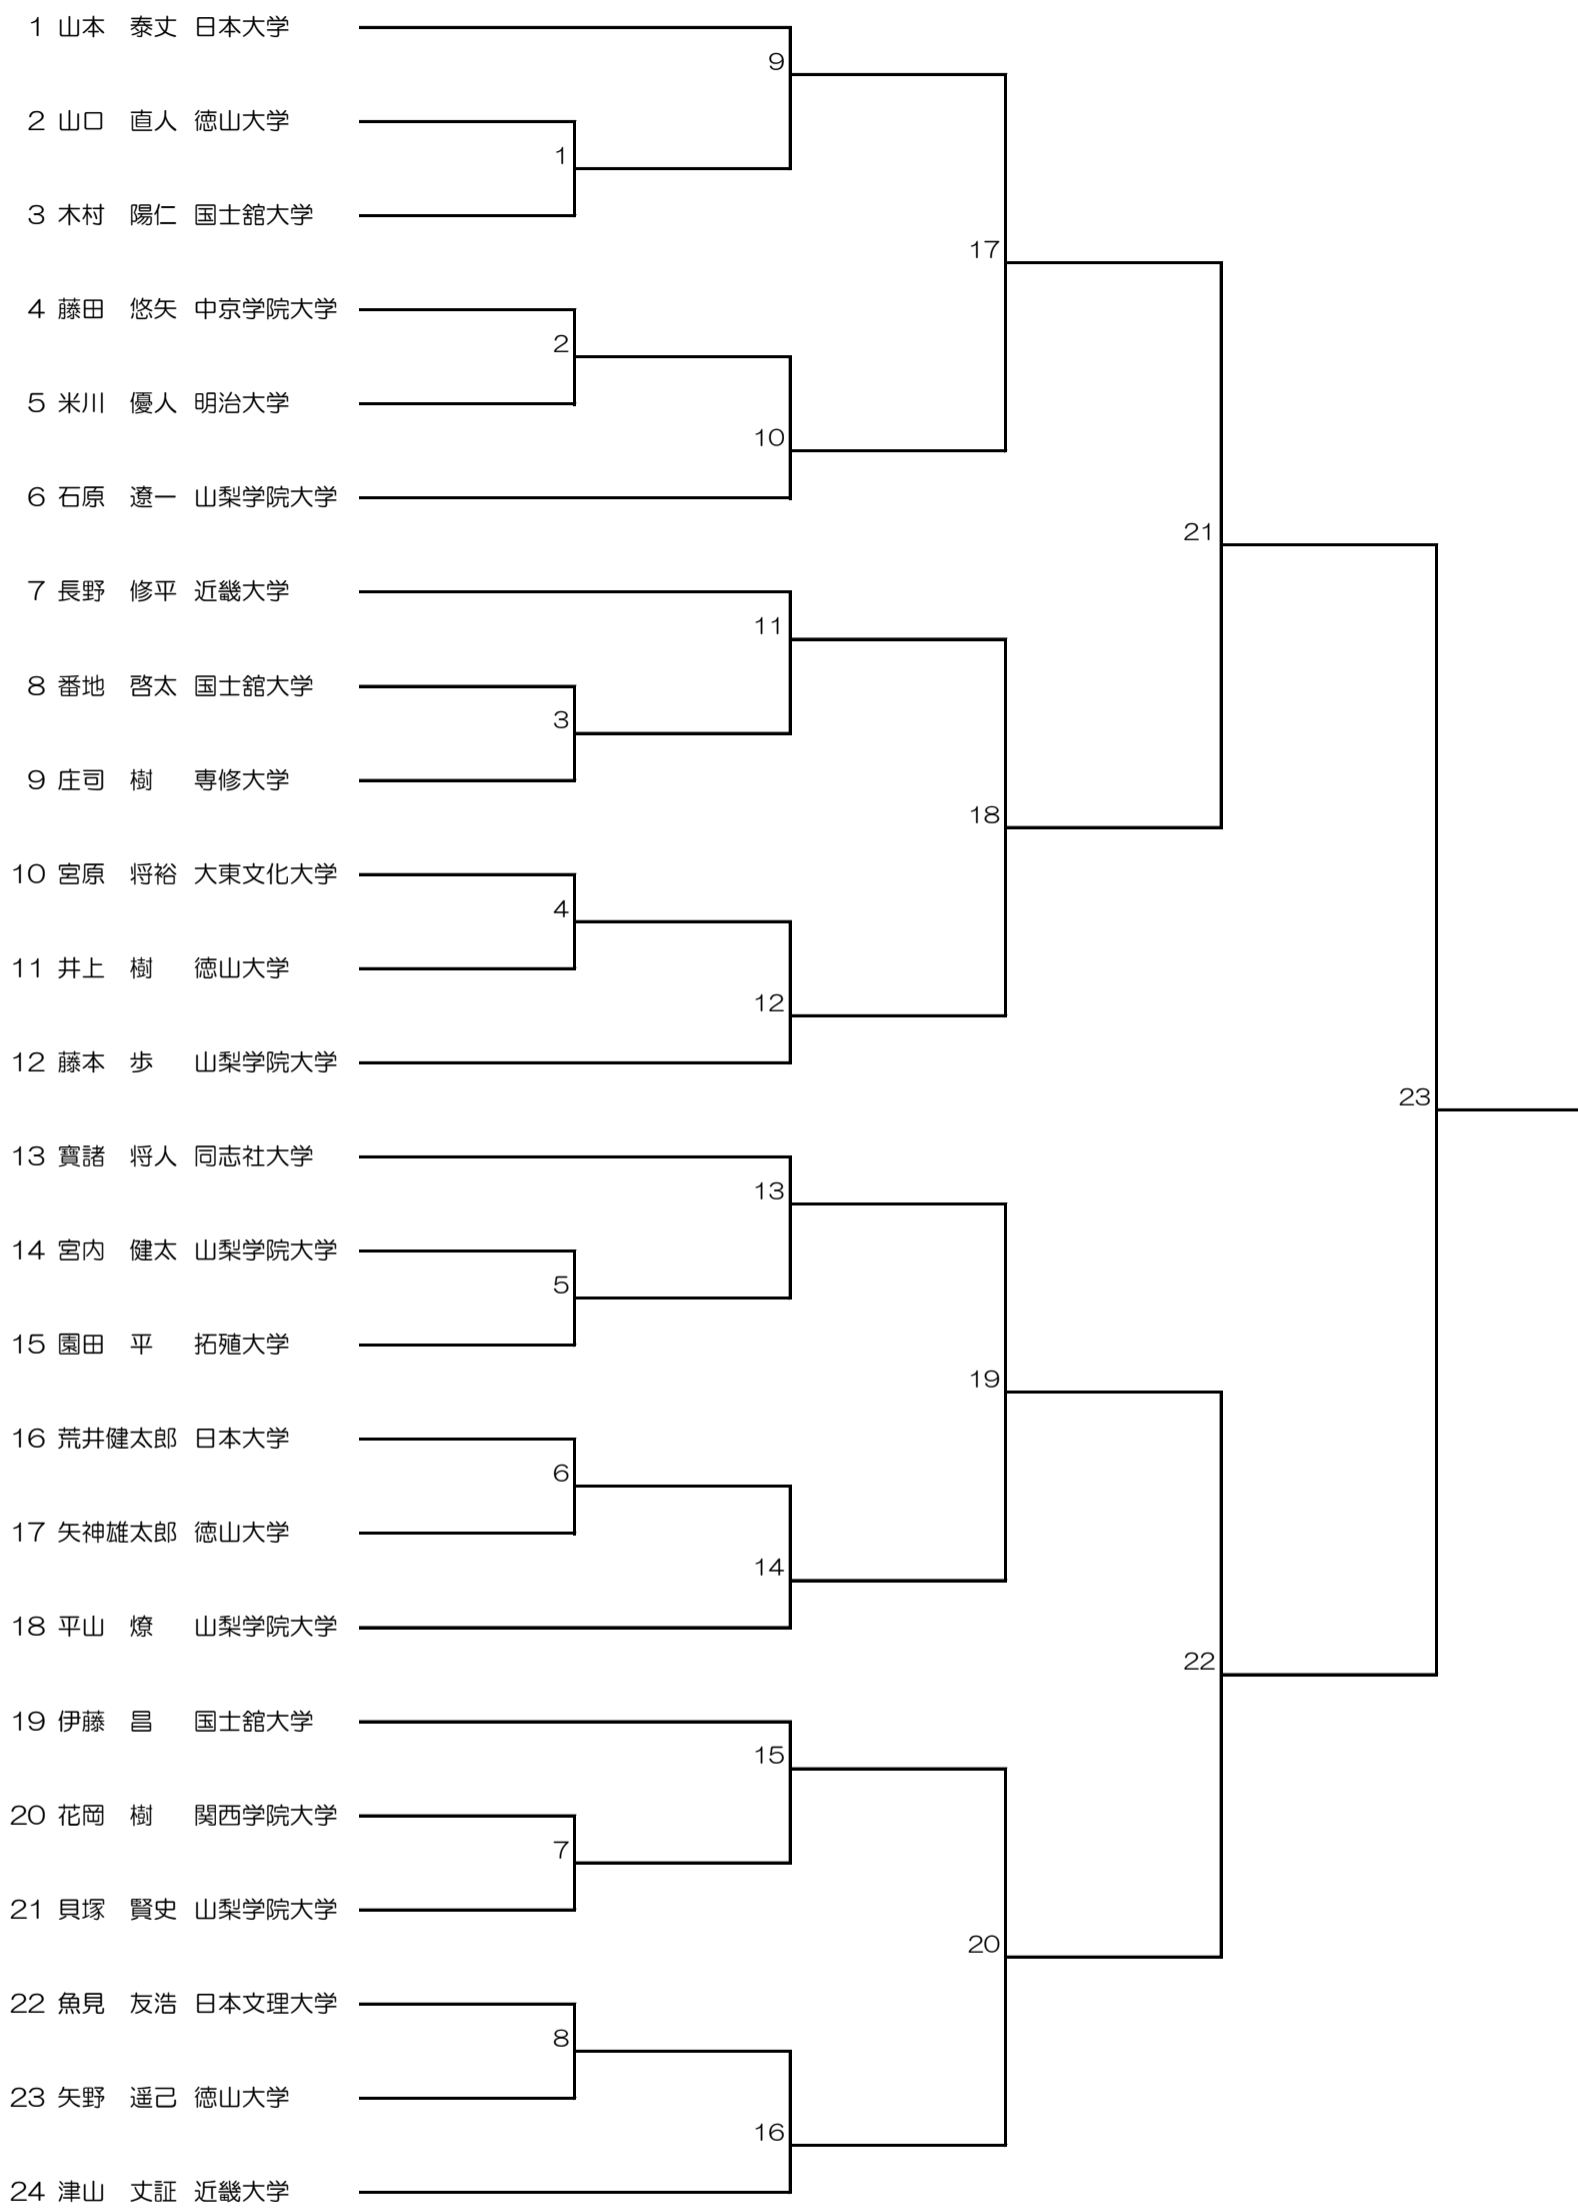 1 山本 泰丈 日本大学
9
2 山口 直人 徳山大学
1
3 木村 陽仁 国士舘大学
17
4 藤田 悠矢 中京学院大学
2
5 米川 優人 明治大学
10
6 石原 遼一 山梨学院大学
21
7 長野 修平 近畿大学
11
8 番地 啓太 国士舘大学
3
9 庄司 樹 専修大学
18
10 宮原 将裕 大東文化大学
4
11 井上 樹 徳山大学
12
12 藤本 歩 山梨学院大学
23
13 寶諸 将人 同志社大学
13
14 宮内 健太 山梨学院大学
5
15 園田 平 拓殖大学
19
16 荒井健太郎 日本大学
6
17 矢神雄太郎 徳山大学
14
18 平山 燎 山梨学院大学
22
19 伊藤 昌 国士舘大学
15
20 花岡 樹 関西学院大学
7
21 貝塚 賢史 山梨学院大学
20
22 魚見 友浩 日本文理大学
8
23 矢野 遥己 徳山大学
16
24 津山 丈証 近畿大学